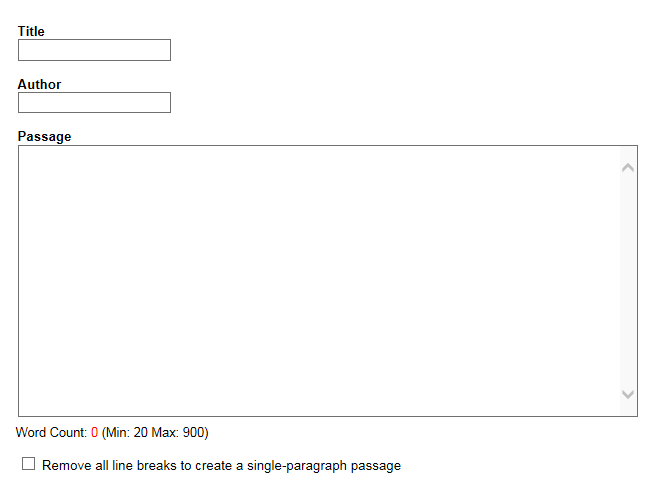 Title
Author
Passage
Word Count: 0 (Min: 20 Max: 900)
Remove all line breaks to create a single-paragraph passage